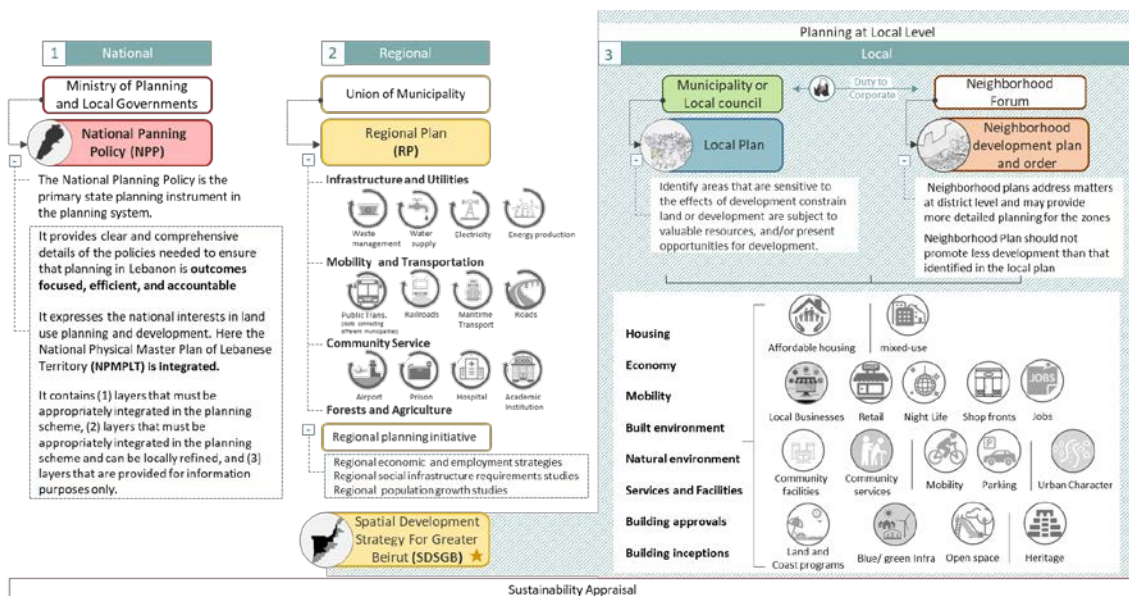 Planning at Local Level
1 National
Ministry of Planning
and Local Governments
National Panning
Policy (NPP)
-
The National Planning Policy is the
primary state planning instrument in
the planning system.
It provides clear and comprehensive
details of the policies needed to ensure
that planning in Lebanon is outcomes
focused, efficient, and accountable
It expresses the national interests in land
use planning and development. Here the
National Physical Master Plan of Lebanese
Territory (NPMPLT) is integrated.
It contains (1) layers that must be
appropriately integrated in the planning
scheme, (2) layers that must be
appropriately integrated in the planning
scheme and can be locally refined, and (3)
layers that are provided for information
purposes only.
2 Regional
Union of Municipality
Regional Plan
(RP)
-
Infrastructure and Utilities
Waste
management
Water
supply
Electricity
Energy production
Mobility and Transportation
Public Trans.
(roads connecting
different municipalities)
Railroads
Maritime
Transport
Roads
Community Service
Airport
Prison
Hospital
Academic
Institution
Forests and Agriculture
-
Regional planning initiative
Regional economic and employment strategies
Regional social infrastructure requirements studies
Regional population growth studies
Spatial Development
Strategy For Greater
Beirut (SDSGB)
3 Local
Municipality or
Local council
Duty to
Corporate
Neighborhood
Forum
Local Plan
Neighborhood
development plan
and order
-
-
Identify areas that are sensitive to
the effects of development constrain
land or development are subject to
valuable resources, and/or present
opportunities for development.
Neighborhood plans address matters
at district level and may provide
more detailed planning for the zones
Neighborhood Plan should not
promote less development than that
identified in the local plan
Housing
Economy
Mobility
Built environment
Natural environment
Services and Facilities
Building approvals
Building inceptions
Affordable housing
mixed-use
Local Businesses
Retail
Night Life
Shop fronts
JOBS
Jobs
Community
facilities
Community
services
Mobility
P
Parking
Urban Character
Land and
Coast programs
Blue/ green Infra
Open space
Heritage
Sustainability Appraisal